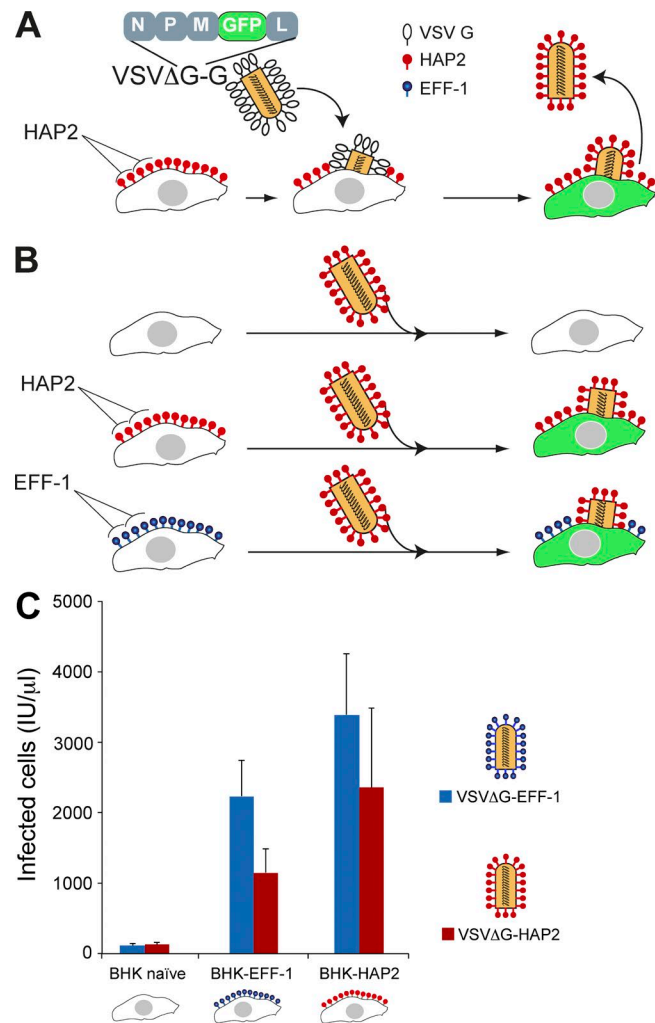 A
N P M GFP L
VSVΔG-G
VSV G
HAP2
EFF-1
HAP2
B
HAP2
EFF-1
C
Infected cells (IU/μl)
5000
4000
3000
2000
1000
0
BHK naïve BHK-EFF-1 BHK-HAP2
VSVΔG-EFF-1
VSVΔG-HAP2